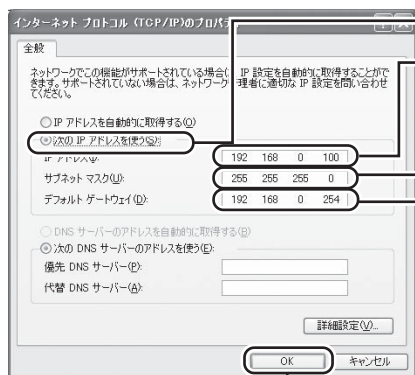 インターネット プロトコル (TCP/IP)のプロパティ
全般
ネットワークでこの機能がサポートされている場合は、IP 設定を自動的に取得することがで
きます。サポートされていない場合は、ネットワーク管理者に適切な IP 設定を問い合わせ
てください。
IP アドレスを自動的に取得する(O)
次の IP アドレスを使う(S):
IP アドレス(I):
192 168 0 100
サブネット マスク(U):
255 255 255 0
デフォルト ゲートウェイ(D):
192 168 0 254
DNS サーバーのアドレスを自動的に取得する(B)
次の DNS サーバーのアドレスを使う(E):
優先 DNS サーバー(P):
代替 DNS サーバー(A):
詳細設定(V)...
OK
キャンセル